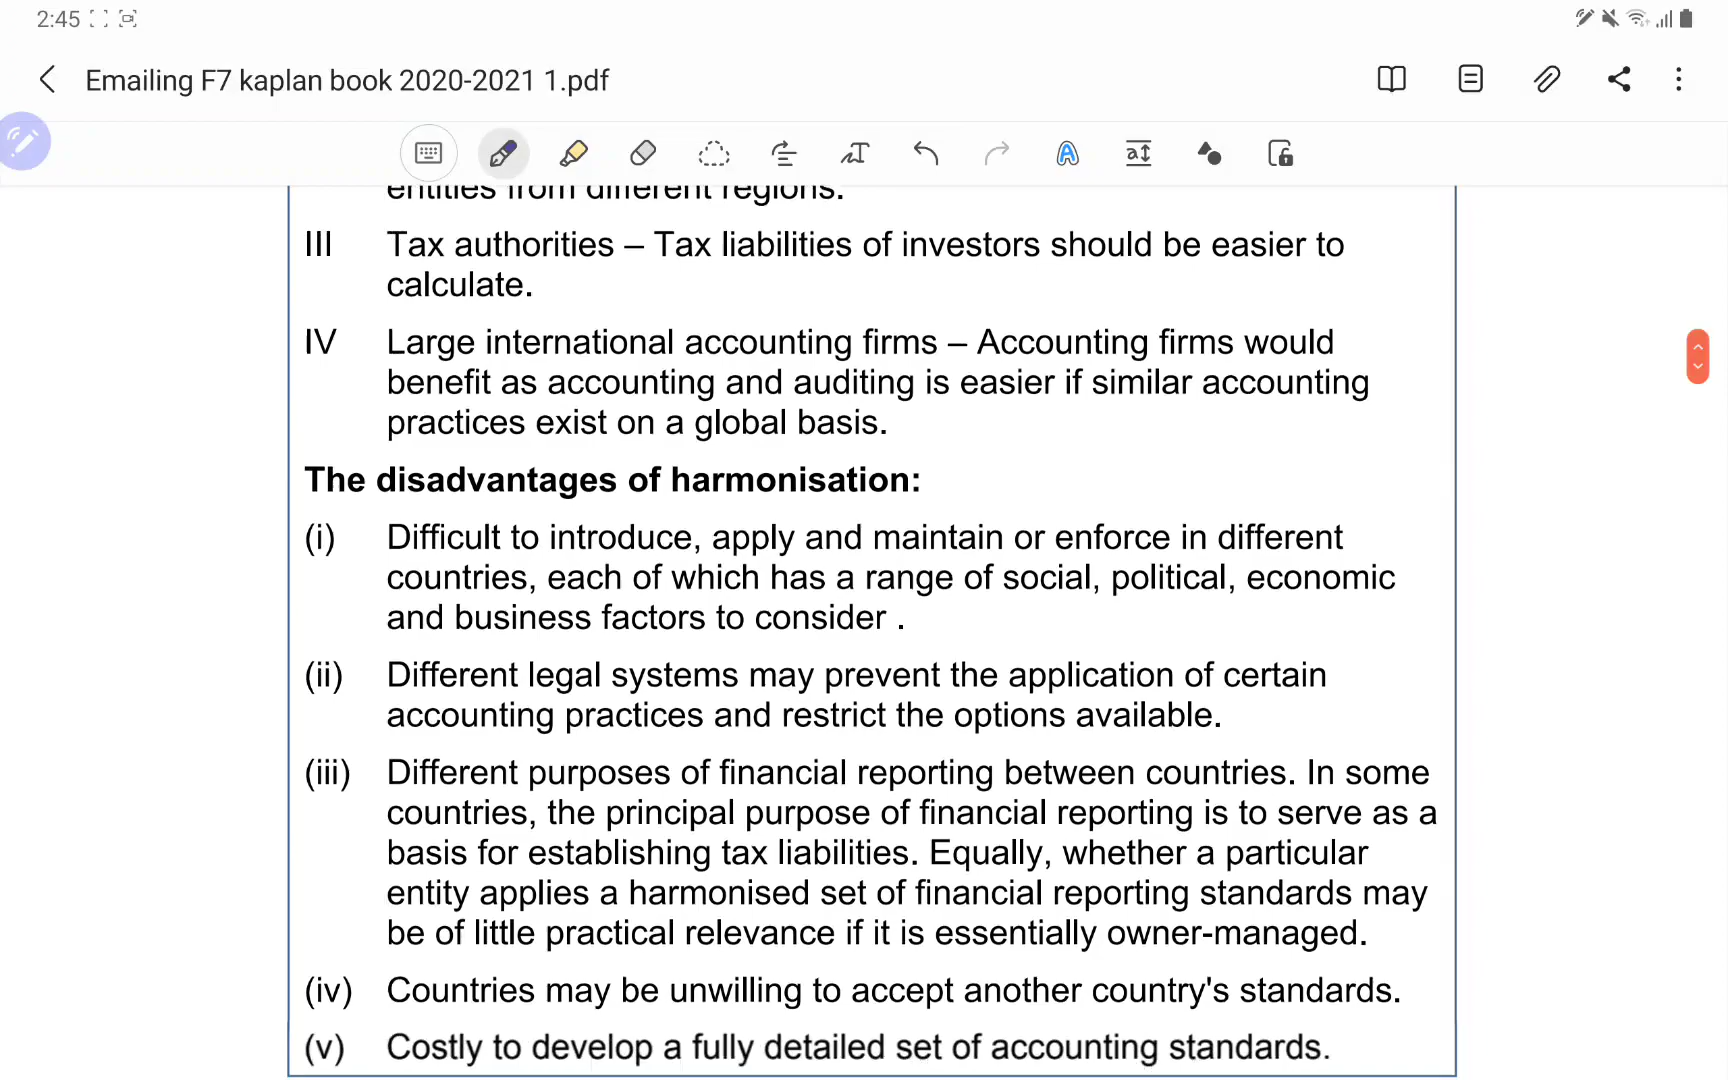 2:45
Emailing F7 kaplan book 2020-2021 1.pdf
entities from different regions.
III Tax authorities – Tax liabilities of investors should be easier to
calculate.
IV Large international accounting firms – Accounting firms would
benefit as accounting and auditing is easier if similar accounting
practices exist on a global basis.
The disadvantages of harmonisation:
(i) Difficult to introduce, apply and maintain or enforce in different
countries, each of which has a range of social, political, economic
and business factors to consider .
(ii) Different legal systems may prevent the application of certain
accounting practices and restrict the options available.
(iii) Different purposes of financial reporting between countries. In some
countries, the principal purpose of financial reporting is to serve as a
basis for establishing tax liabilities. Equally, whether a particular
entity applies a harmonised set of financial reporting standards may
be of little practical relevance if it is essentially owner-managed.
(iv) Countries may be unwilling to accept another country's standards.
(v) Costly to develop a fully detailed set of accounting standards.